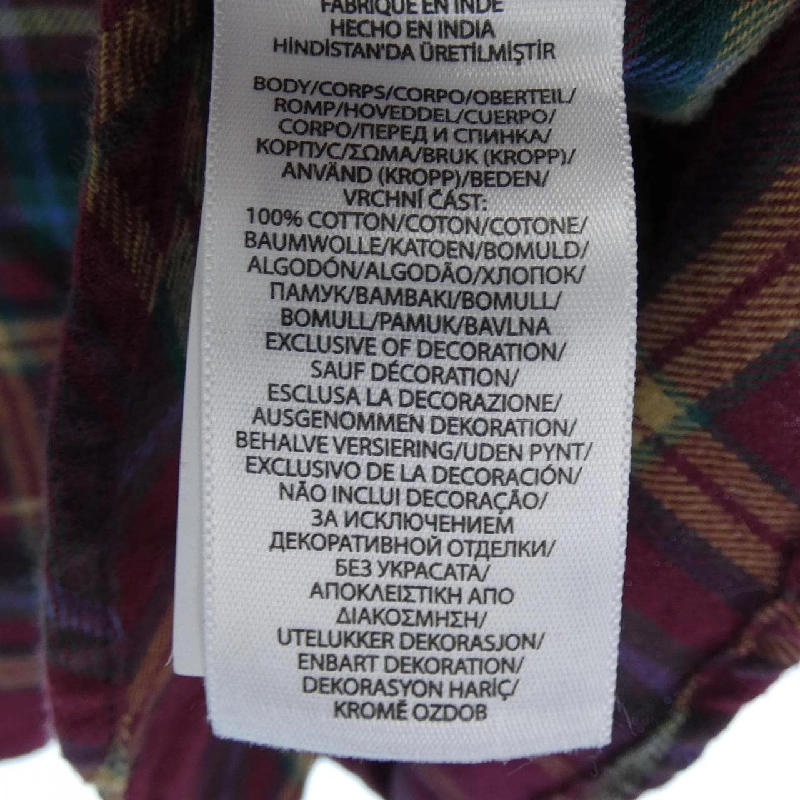 FABRIQUÉ EN INDE
HECHO EN INDIA
HİNDİSTAN'DA ÜRETİLMİŞTİR
BODY/CORPS/CORPO/OBERTEIL/
ROMP/HOVEDDEL/CUERPO/
CORPO/ПЕРЕД И СПИНКА/
КОРПУС/ΣΩΜΑ/BRUK (KROPP)/
ANVÄND (KROPP)/BEDEN/
VRCHNÍ ČÁST:
100% COTTON/COTON/COTONE/
BAUMWOLLE/KATOEN/BOMULD/
ALGODÓN/ALGODÃO/ХЛОПОК/
ПАМУК/BAMBAKI/BOMULL/
BOMULL/PAMUK/BAVLNA
EXCLUSIVE OF DECORATION/
SAUF DÉCORATION/
ESCLUSA LA DECORAZIONE/
AUSGENOMMEN DEKORATION/
BEHALVE VERSIERING/UDEN PYNT/
EXCLUSIVO DE LA DECORACIÓN/
NÃO INCLUI DECORAÇÃO/
ЗА ИСКЛЮЧЕНИЕМ
ДЕКОРАТИВНОЙ ОТДЕЛКИ/
БЕЗ УКРАСАТА/
ΑΠΟΚΛΕΙΣΤΙΚΗ ΑΠΟ
ΔΙΑΚΟΣΜΗΣΗ/
UTELUKKER DEKORASJON/
ENBART DEKORATION/
DEKORASYON HARİÇ/
KROMĚ OZDOB